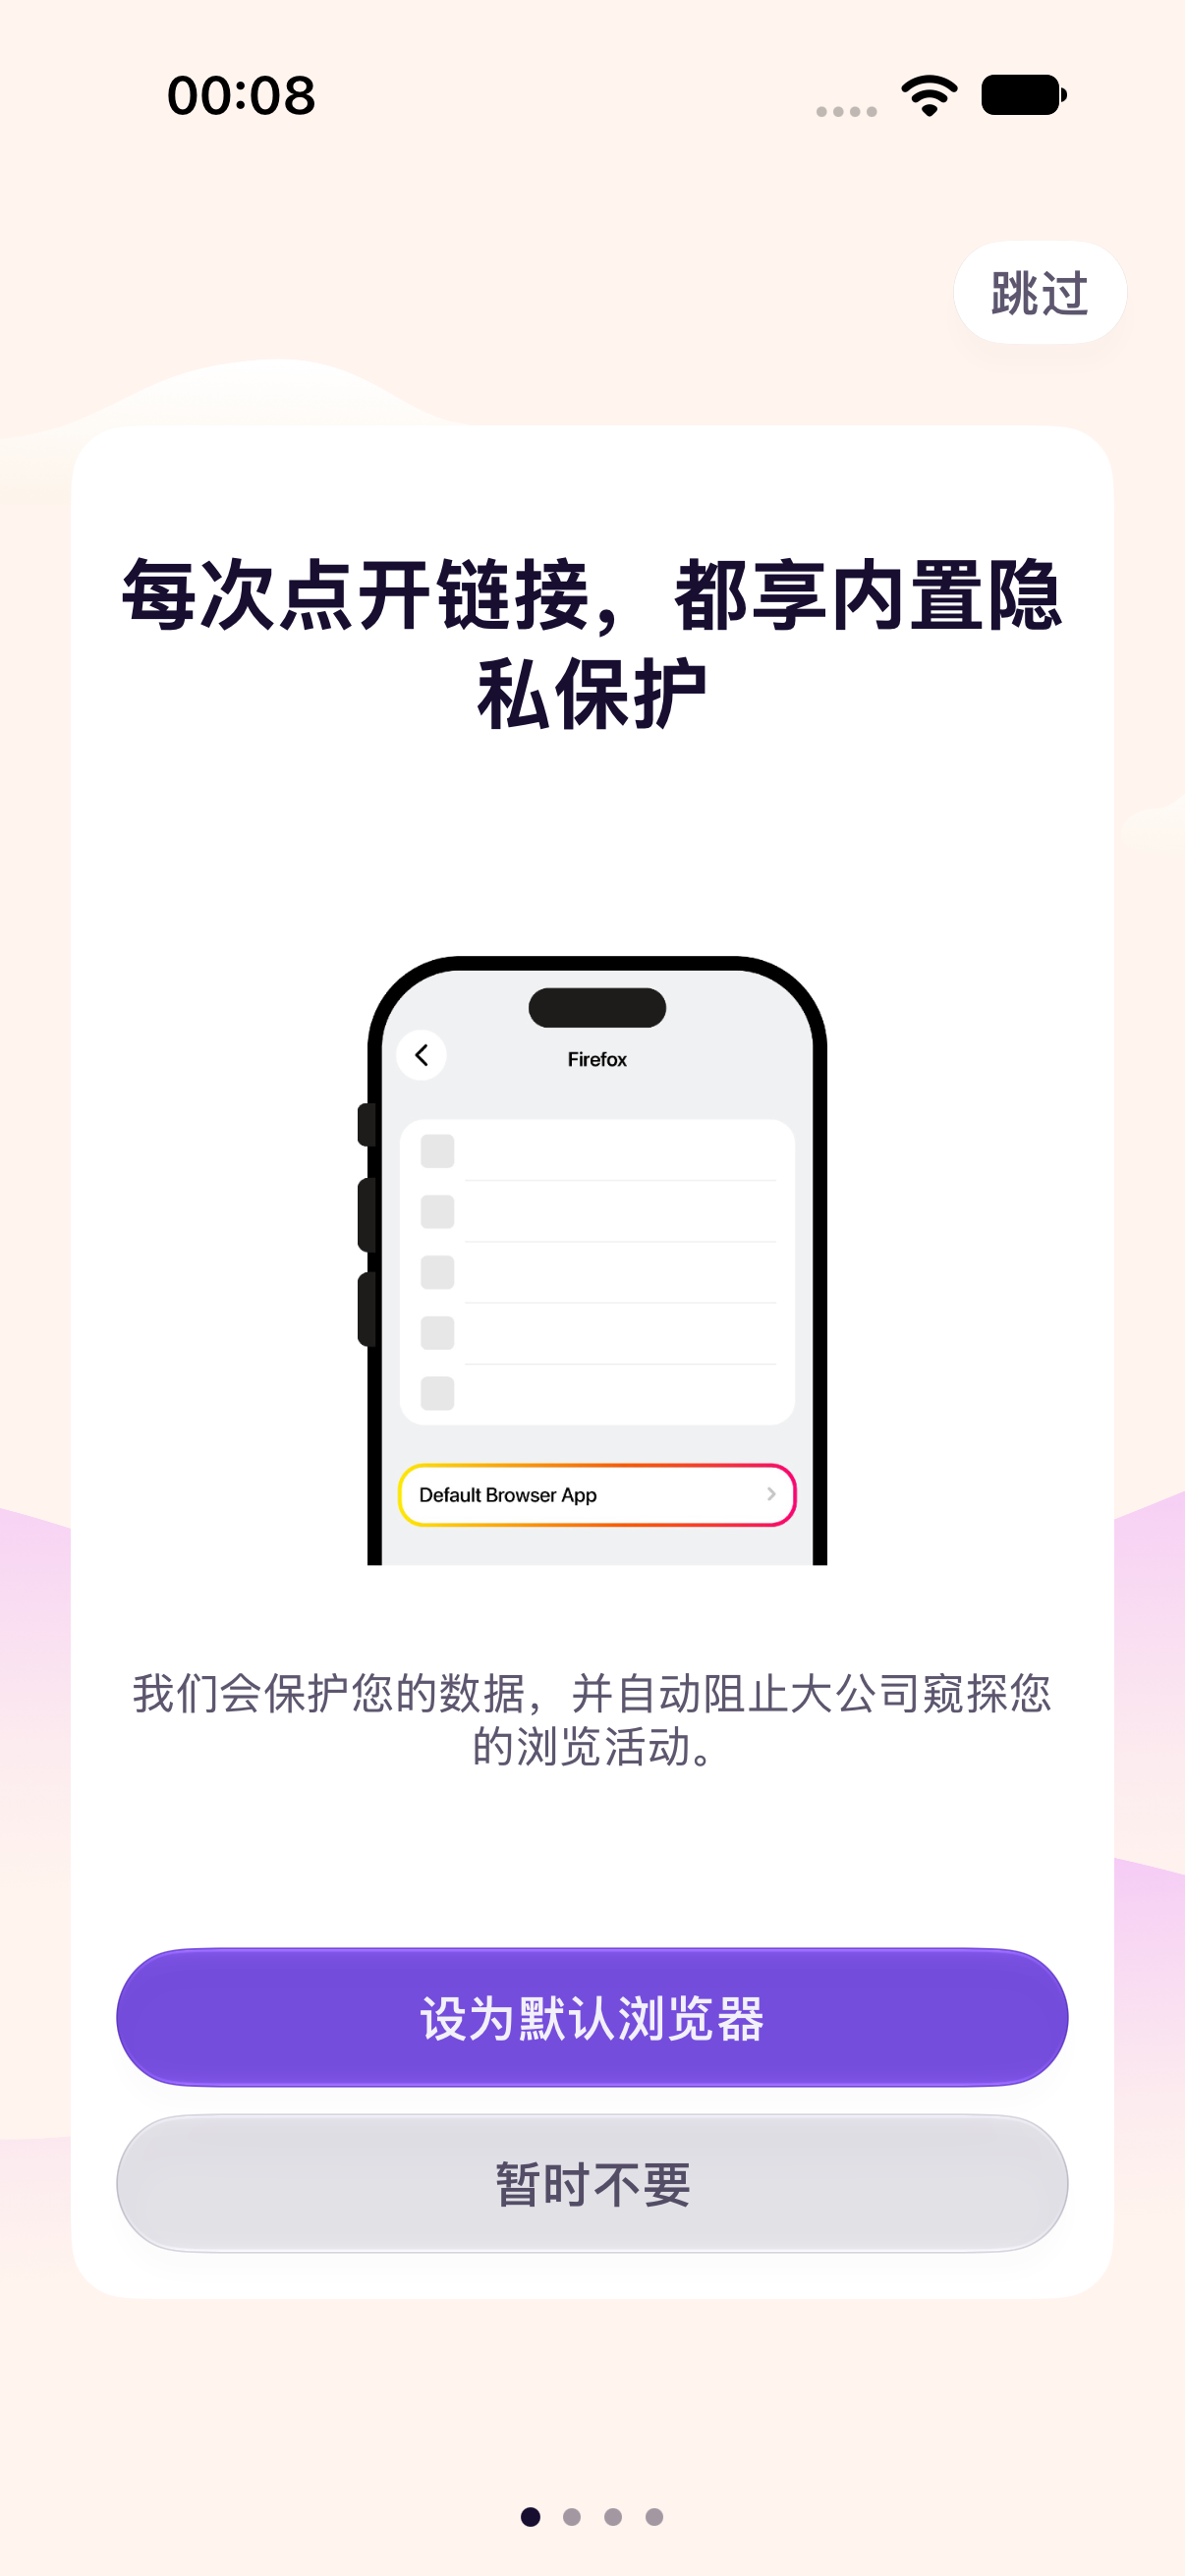 00:08
跳过
每次点开链接，都享内置隐
私保护
Firefox
Default Browser App
我们会保护您的数据，并自动阻止大公司窥探您
的浏览活动。
设为默认浏览器
暂时不要